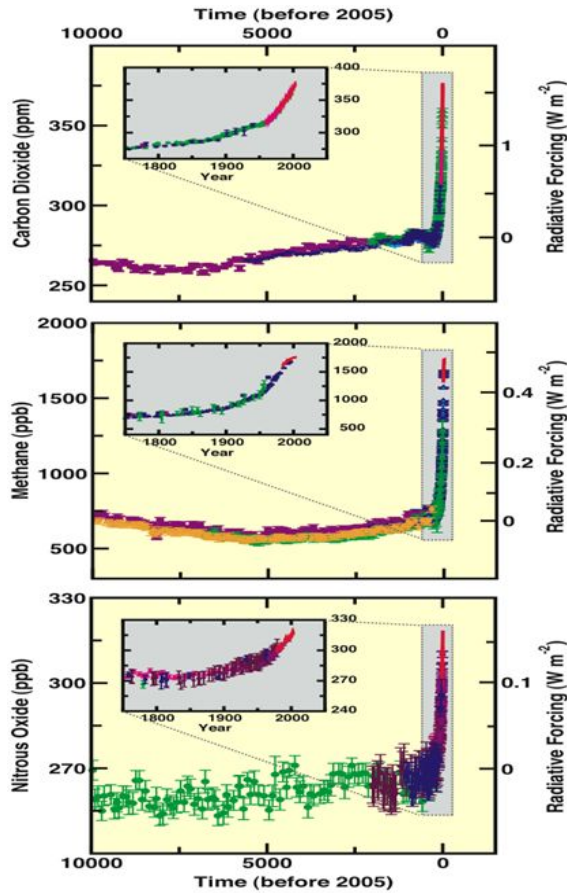 Time (before 2005)
10000 5000 0
Carbon Dioxide (ppm)
350
300
250
400
350
300
1800 1900 2000
Year
1
0
Radiative Forcing (W m-2)
Methane (ppb)
2000
1500
1000
500
2000
1500
1000
500
1800 1900 2000
Year
0.4
0.2
0
Radiative Forcing (W m-2)
Nitrous Oxide (ppb)
330
300
270
330
300
270
240
1800 1900 2000
Year
0.1
0
Radiative Forcing (W m-2)
10000 5000 0
Time (before 2005)